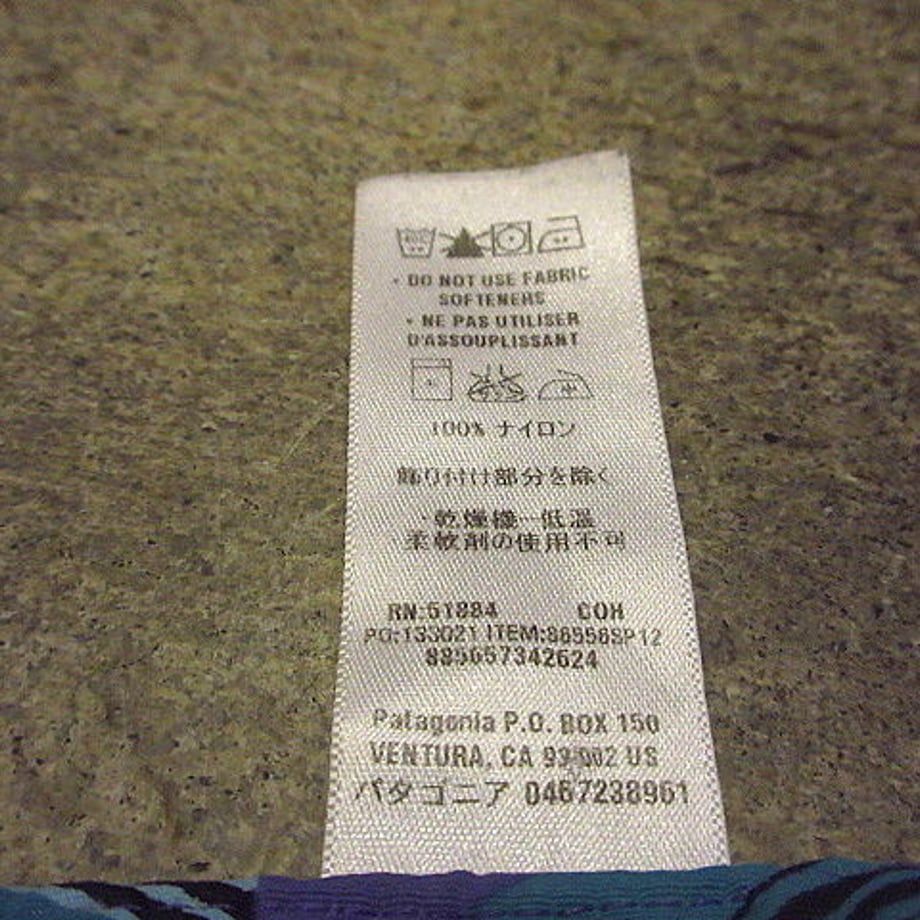 · DO NOT USE FABRIC
SOFTENERS
· NE PAS UTILISER
D'ASSOUPLISSANT
100% ナイロン
飾り付け部分を除く
·乾燥機―低温
·柔軟剤の使用不可
RN:51884 COH
PO:133021 ITEM:86556SP12
885657342624
Patagonia P.O. BOX 150
VENTURA, CA 93002 US
パタゴニア 0467238961